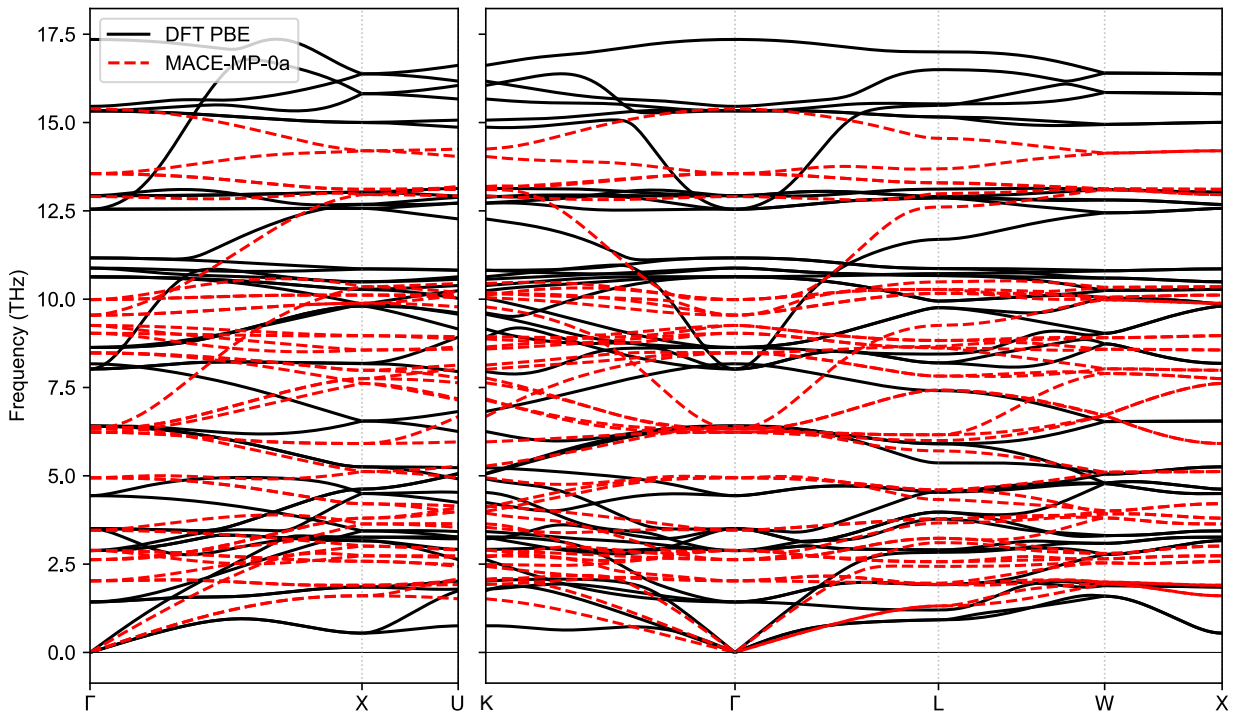 DFT PBE
MACE-MP-0a
Frequency (THz)
17.5
15.0
12.5
10.0
7.5
5.0
2.5
0.0
Γ X U K Γ L W X